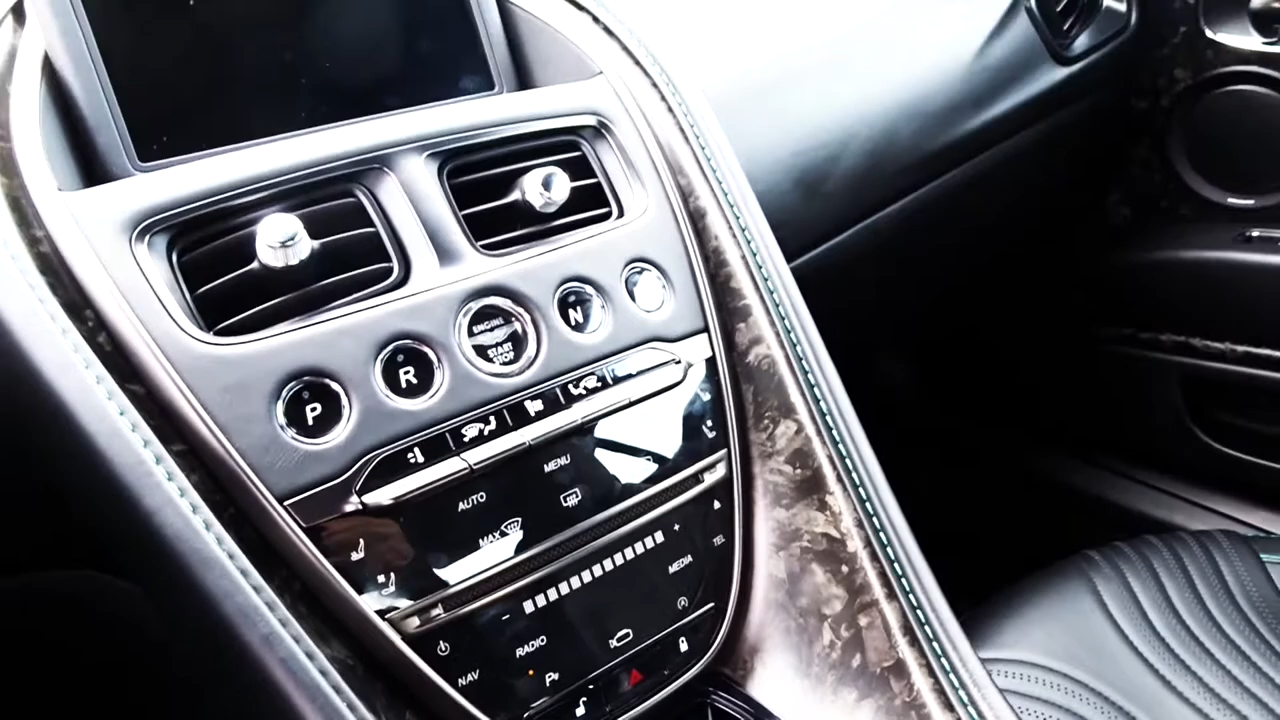 P
R
ENGINE
START
STOP
N
AUTO
MENU
MAX
+
-
TEL
MEDIA
RADIO
NAV
P